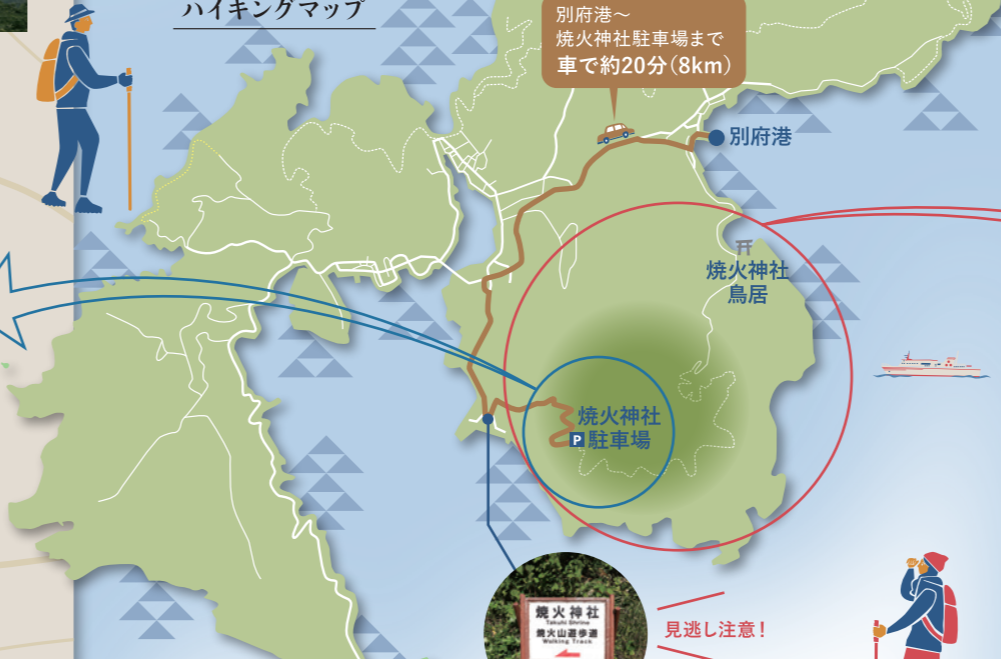 ハイキングマップ
別府港〜
焼火神社駐車場まで
車で約20分（8km）
別府港
焼火神社
鳥居
焼火神社
P 駐車場
焼火神社
Takuhi Shrine
焼火山遊歩道
Walking Track
見逃し注意！